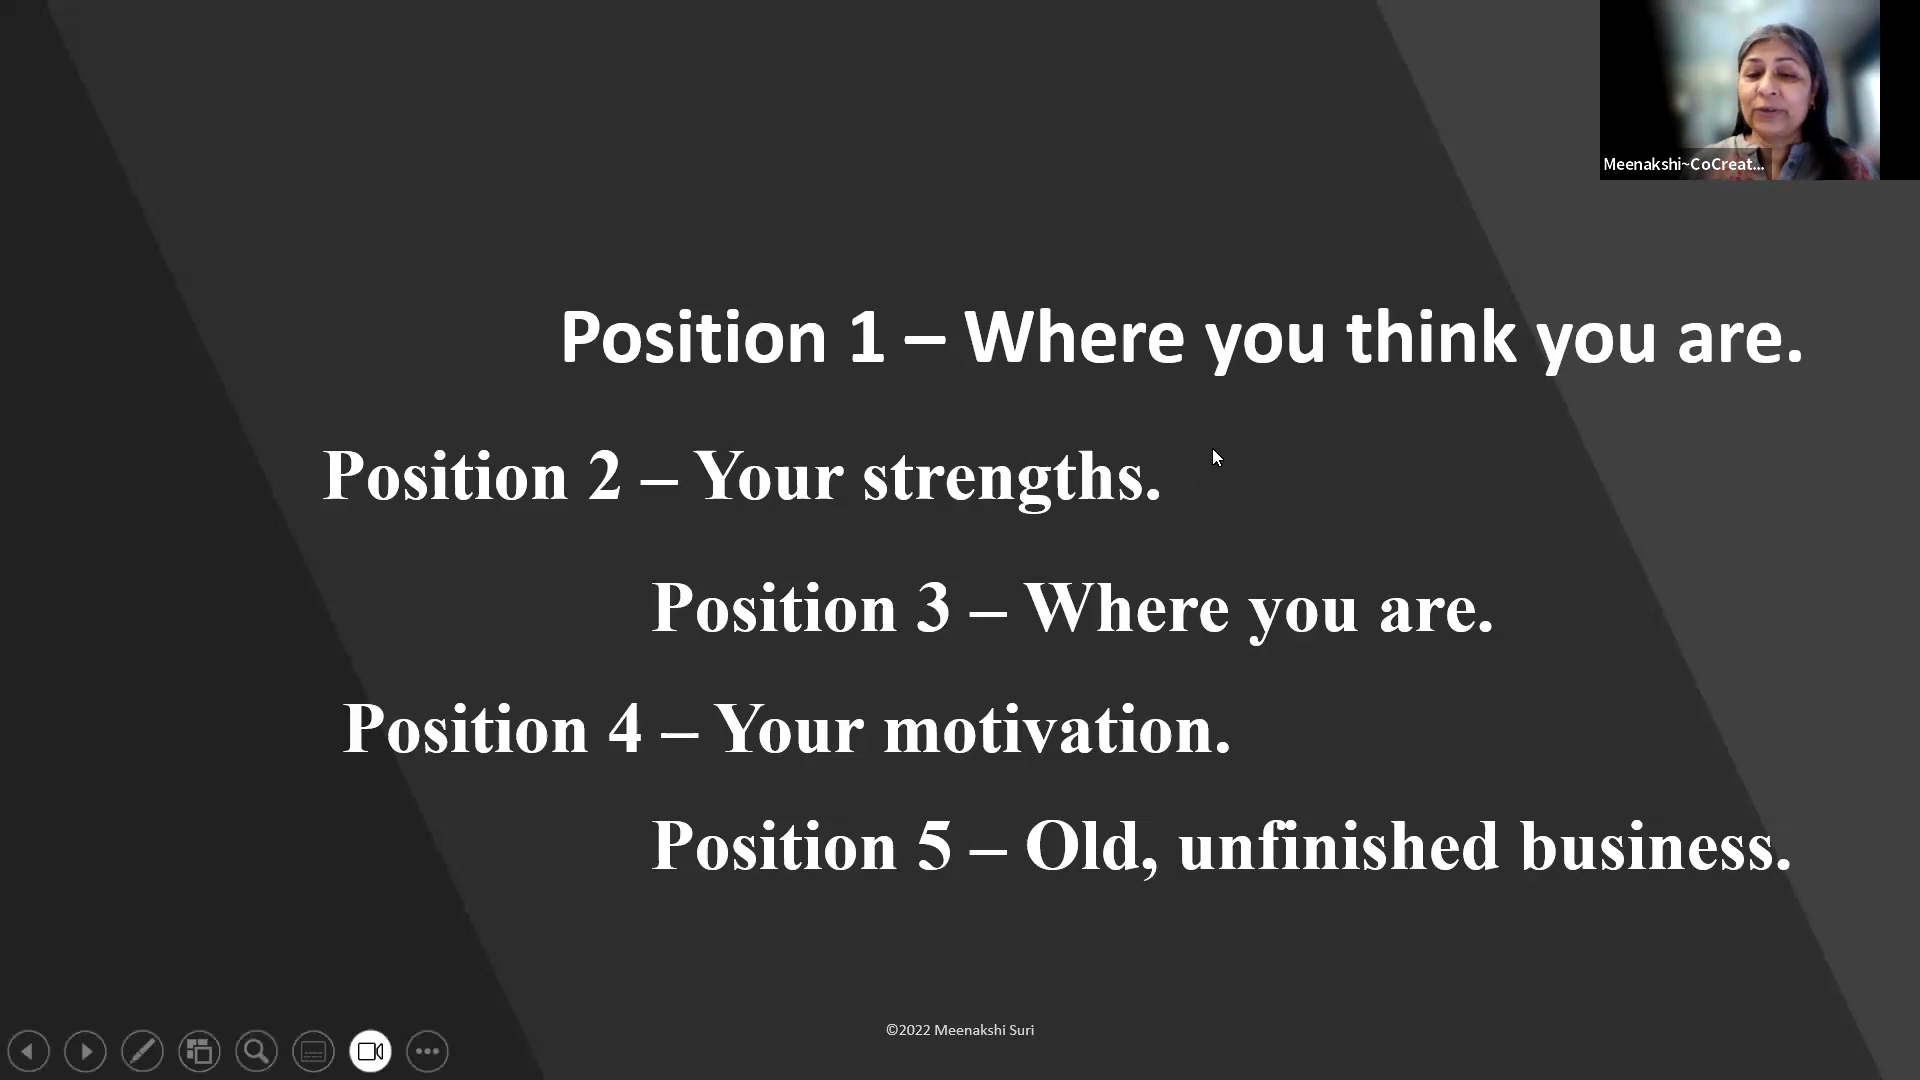 Meenakshi~CoCreat...
Position 1 – Where you think you are.
Position 2 – Your strengths.
Position 3 – Where you are.
Position 4 – Your motivation.
Position 5 – Old, unfinished business.
©2022 Meenakshi Suri